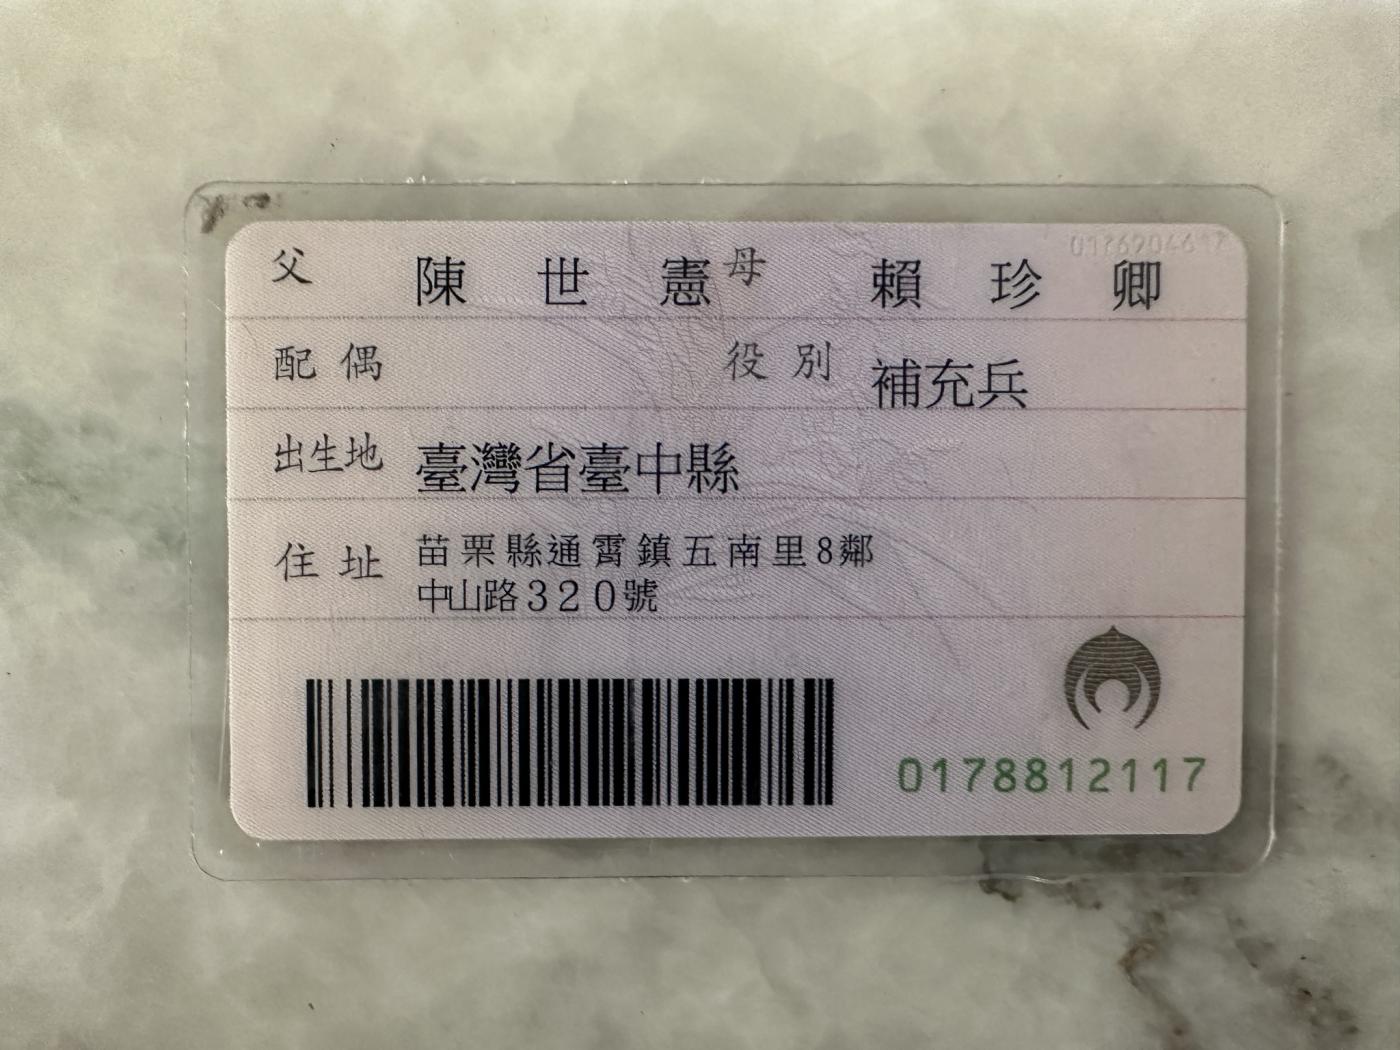 父 陳世憲 母 賴珍卿
配偶 役別 補充兵
出生地 臺灣省臺中縣
住址 苗栗縣通霄鎮五南里8鄰
中山路320號
0178812117